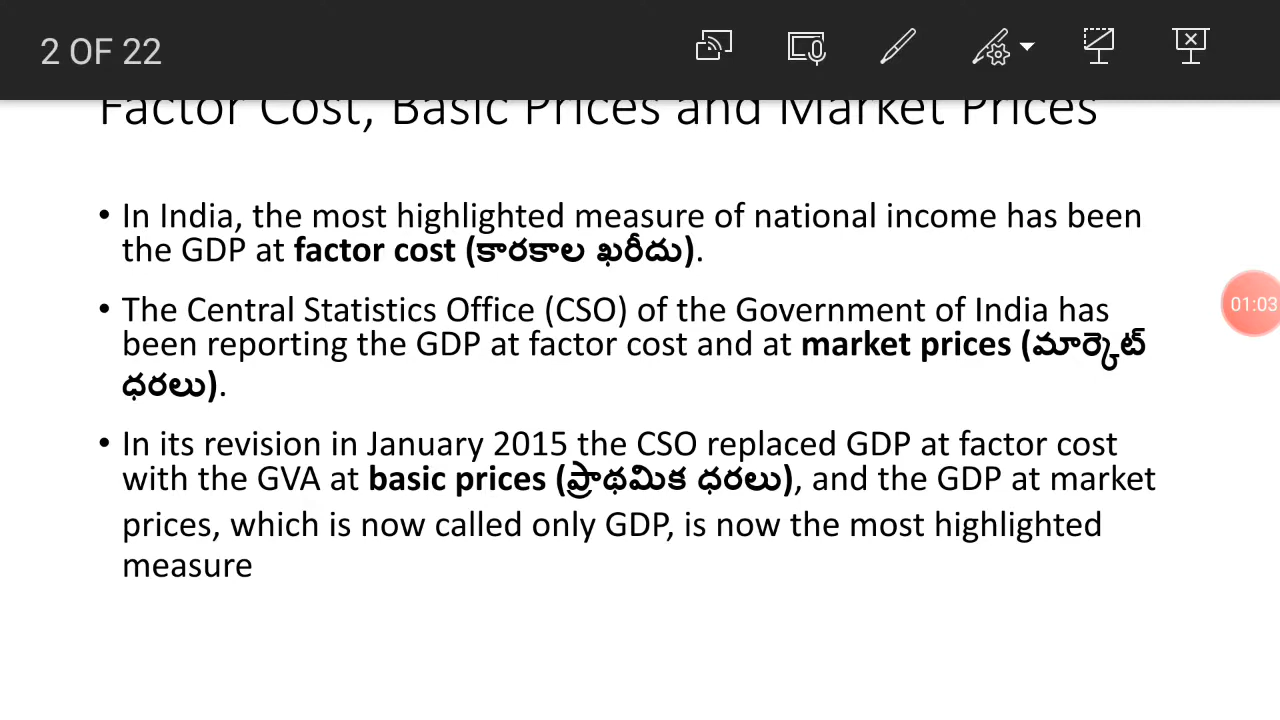 2 OF 22
Factor Cost, Basic Prices and Market Prices
• In India, the most highlighted measure of national income has been
the GDP at factor cost (కారకాల ఖరీదు).
01:03
• The Central Statistics Office (CSO) of the Government of India has
been reporting the GDP at factor cost and at market prices (మార్కెట్
ధరలు).
• In its revision in January 2015 the CSO replaced GDP at factor cost
with the GVA at basic prices (ప్రాథమిక ధరలు), and the GDP at market
prices, which is now called only GDP, is now the most highlighted
measure